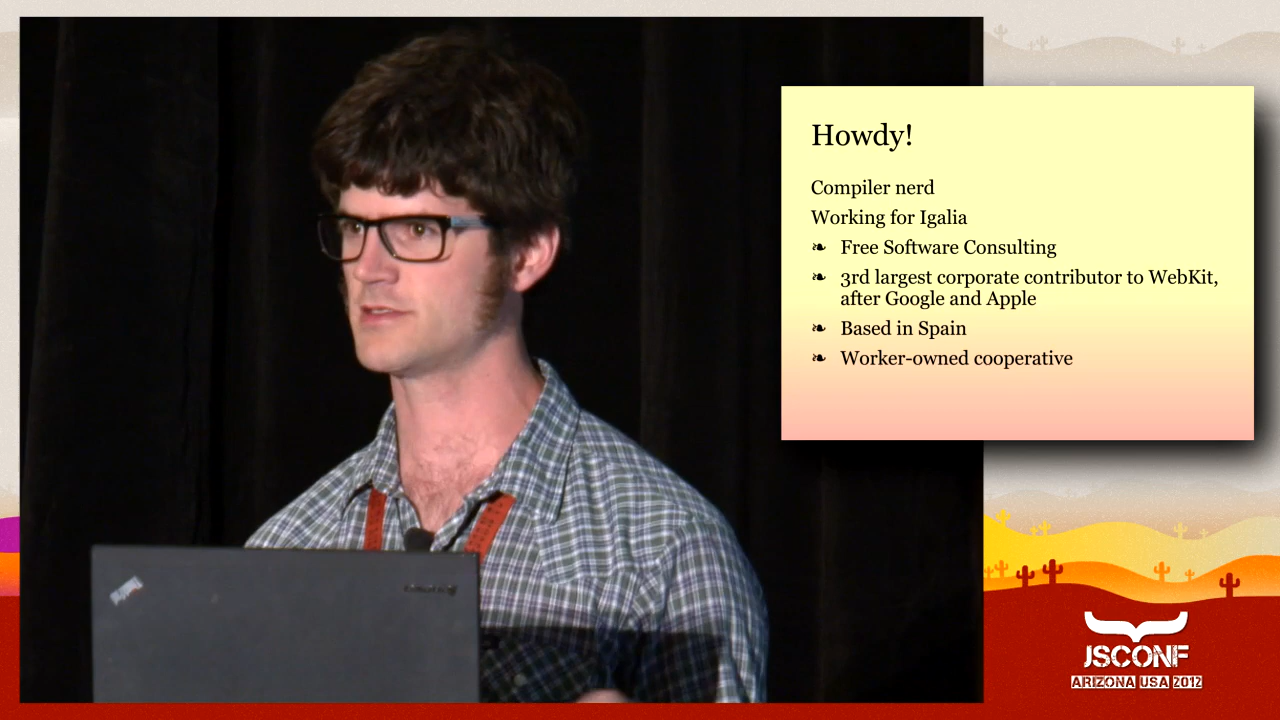 Howdy!
Compiler nerd
Working for Igalia
❧ Free Software Consulting
❧ 3rd largest corporate contributor to WebKit,
after Google and Apple
❧ Based in Spain
❧ Worker-owned cooperative
JSCONF
ARIZONA USA 2012